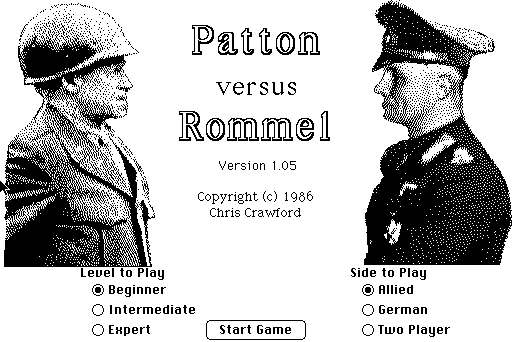 Patton
versus
Rommel
Version 1.05
Copyright (c) 1986
Chris Crawford
Level to Play
Beginner
Intermediate
Expert
Start Game
Side to Play
Allied
German
Two Player